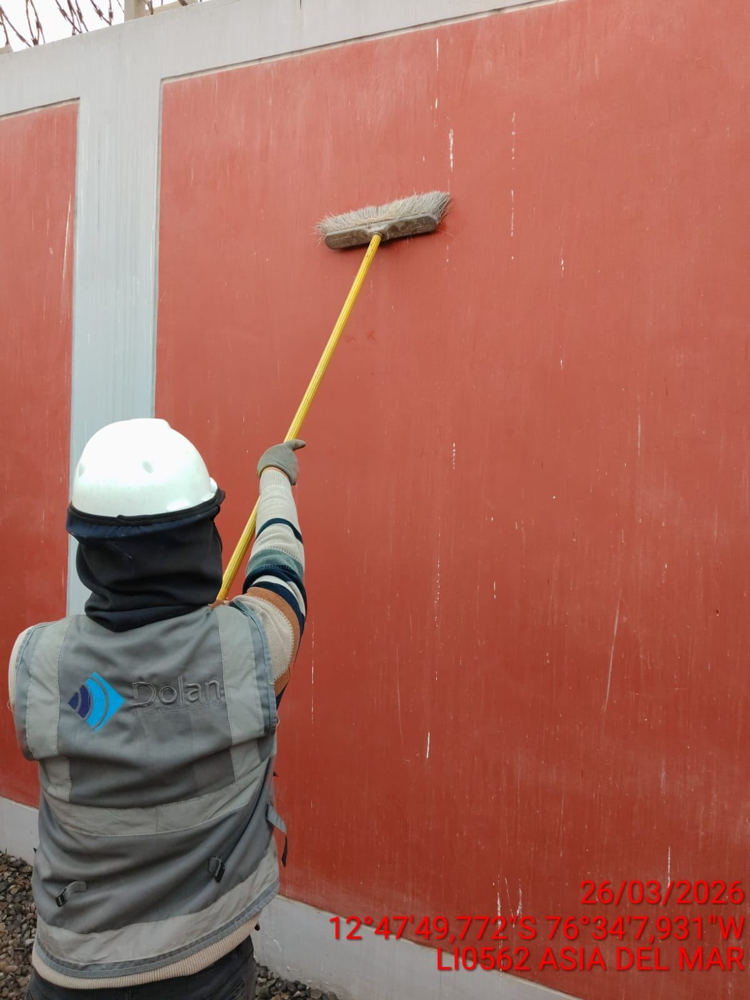 Dolan
26/03/2026
12°47'49,772"S 76°34'7,931"W
LI0562 ASIA DEL MAR